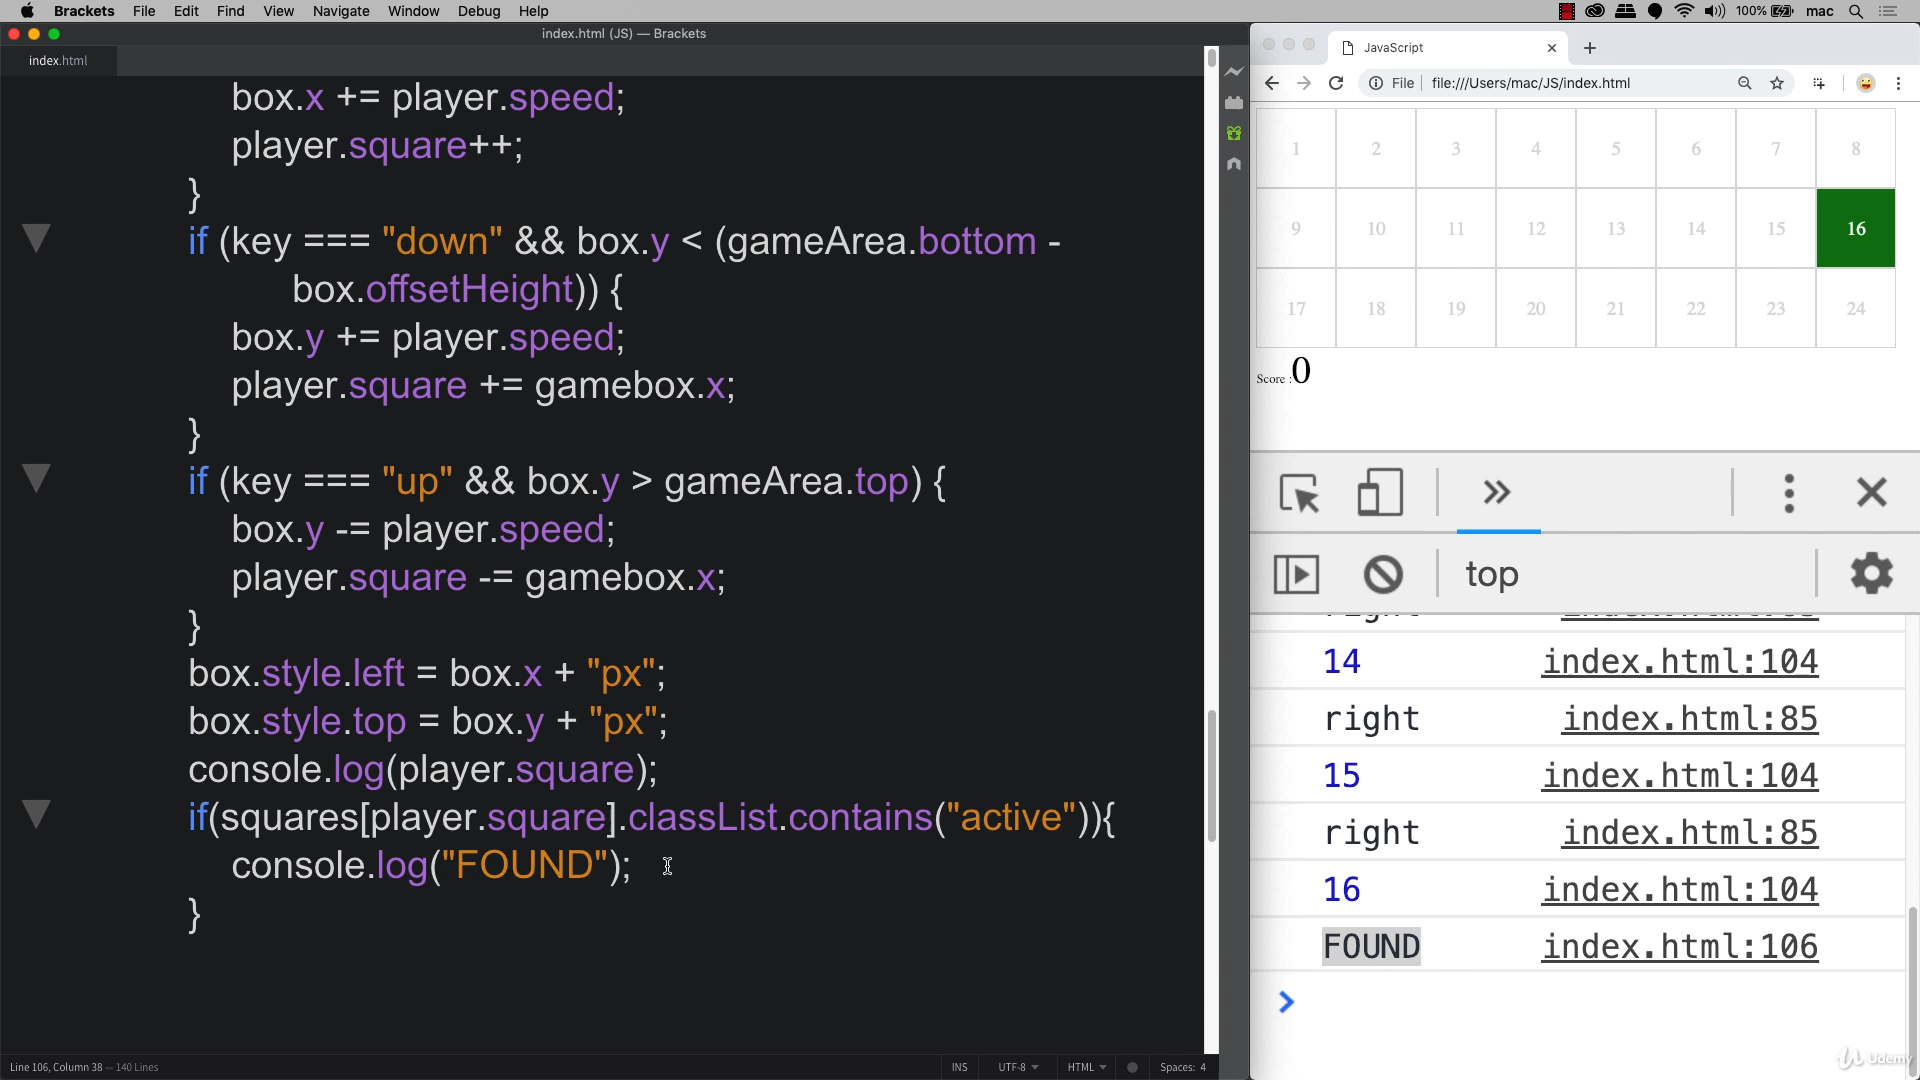 Brackets File Edit Find View Navigate Window Debug Help
100% mac
index.html (JS) — Brackets
index.html
box.x += player.speed;
player.square++;
}
if (key === "down" && box.y < (gameArea.bottom -
box.offsetHeight)) {
box.y += player.speed;
player.square += gamebox.x;
}
if (key === "up" && box.y > gameArea.top) {
box.y -= player.speed;
player.square -= gamebox.x;
}
box.style.left = box.x + "px";
box.style.top = box.y + "px";
console.log(player.square);
if(squares[player.square].classList.contains("active")){
console.log("FOUND");
}
Line 106, Column 38 — 140 Lines
INS UTF-8 HTML Spaces: 4
JavaScript
File file:///Users/mac/JS/index.html
1 2 3 4 5 6 7 8
9 10 11 12 13 14 15 16
17 18 19 20 21 22 23 24
Score :0
top
14 index.html:104
right index.html:85
15 index.html:104
right index.html:85
16 index.html:104
FOUND index.html:106
Udemy